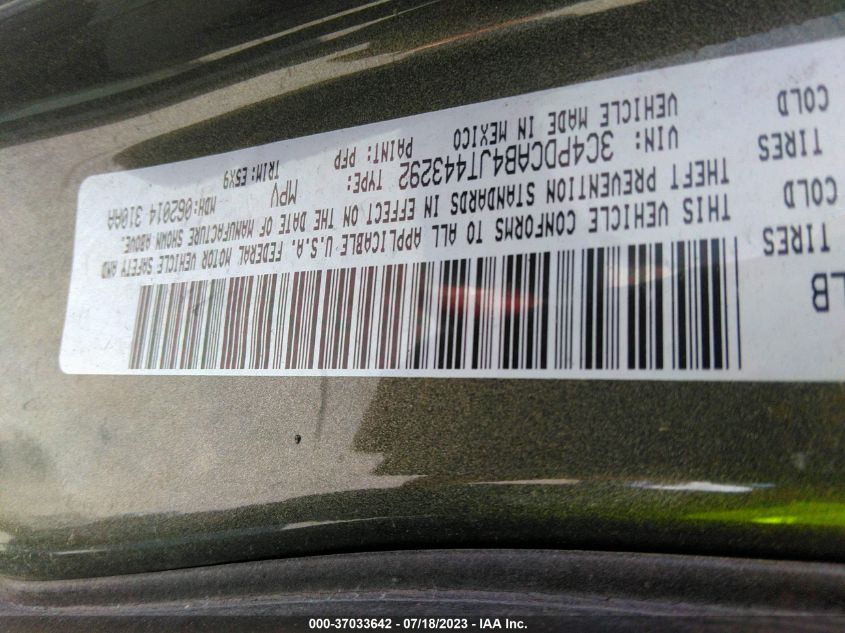 LB
TIRES COLD
TIRES COLD
THIS VEHICLE CONFORMS TO ALL APPLICABLE U.S.A. FEDERAL MOTOR VEHICLE SAFETY AND
THEFT PREVENTION STANDARDS IN EFFECT ON THE DATE OF MANUFACTURE SHOWN ABOVE.
VIN: 3C4PDCAB4JT443292 TYPE: MPV MDH:062014 310AA
VEHICLE MADE IN MEXICO PAINT: PFP TRIM: E5X9
000-37033642 / 07/18/2023 - IAA Inc.